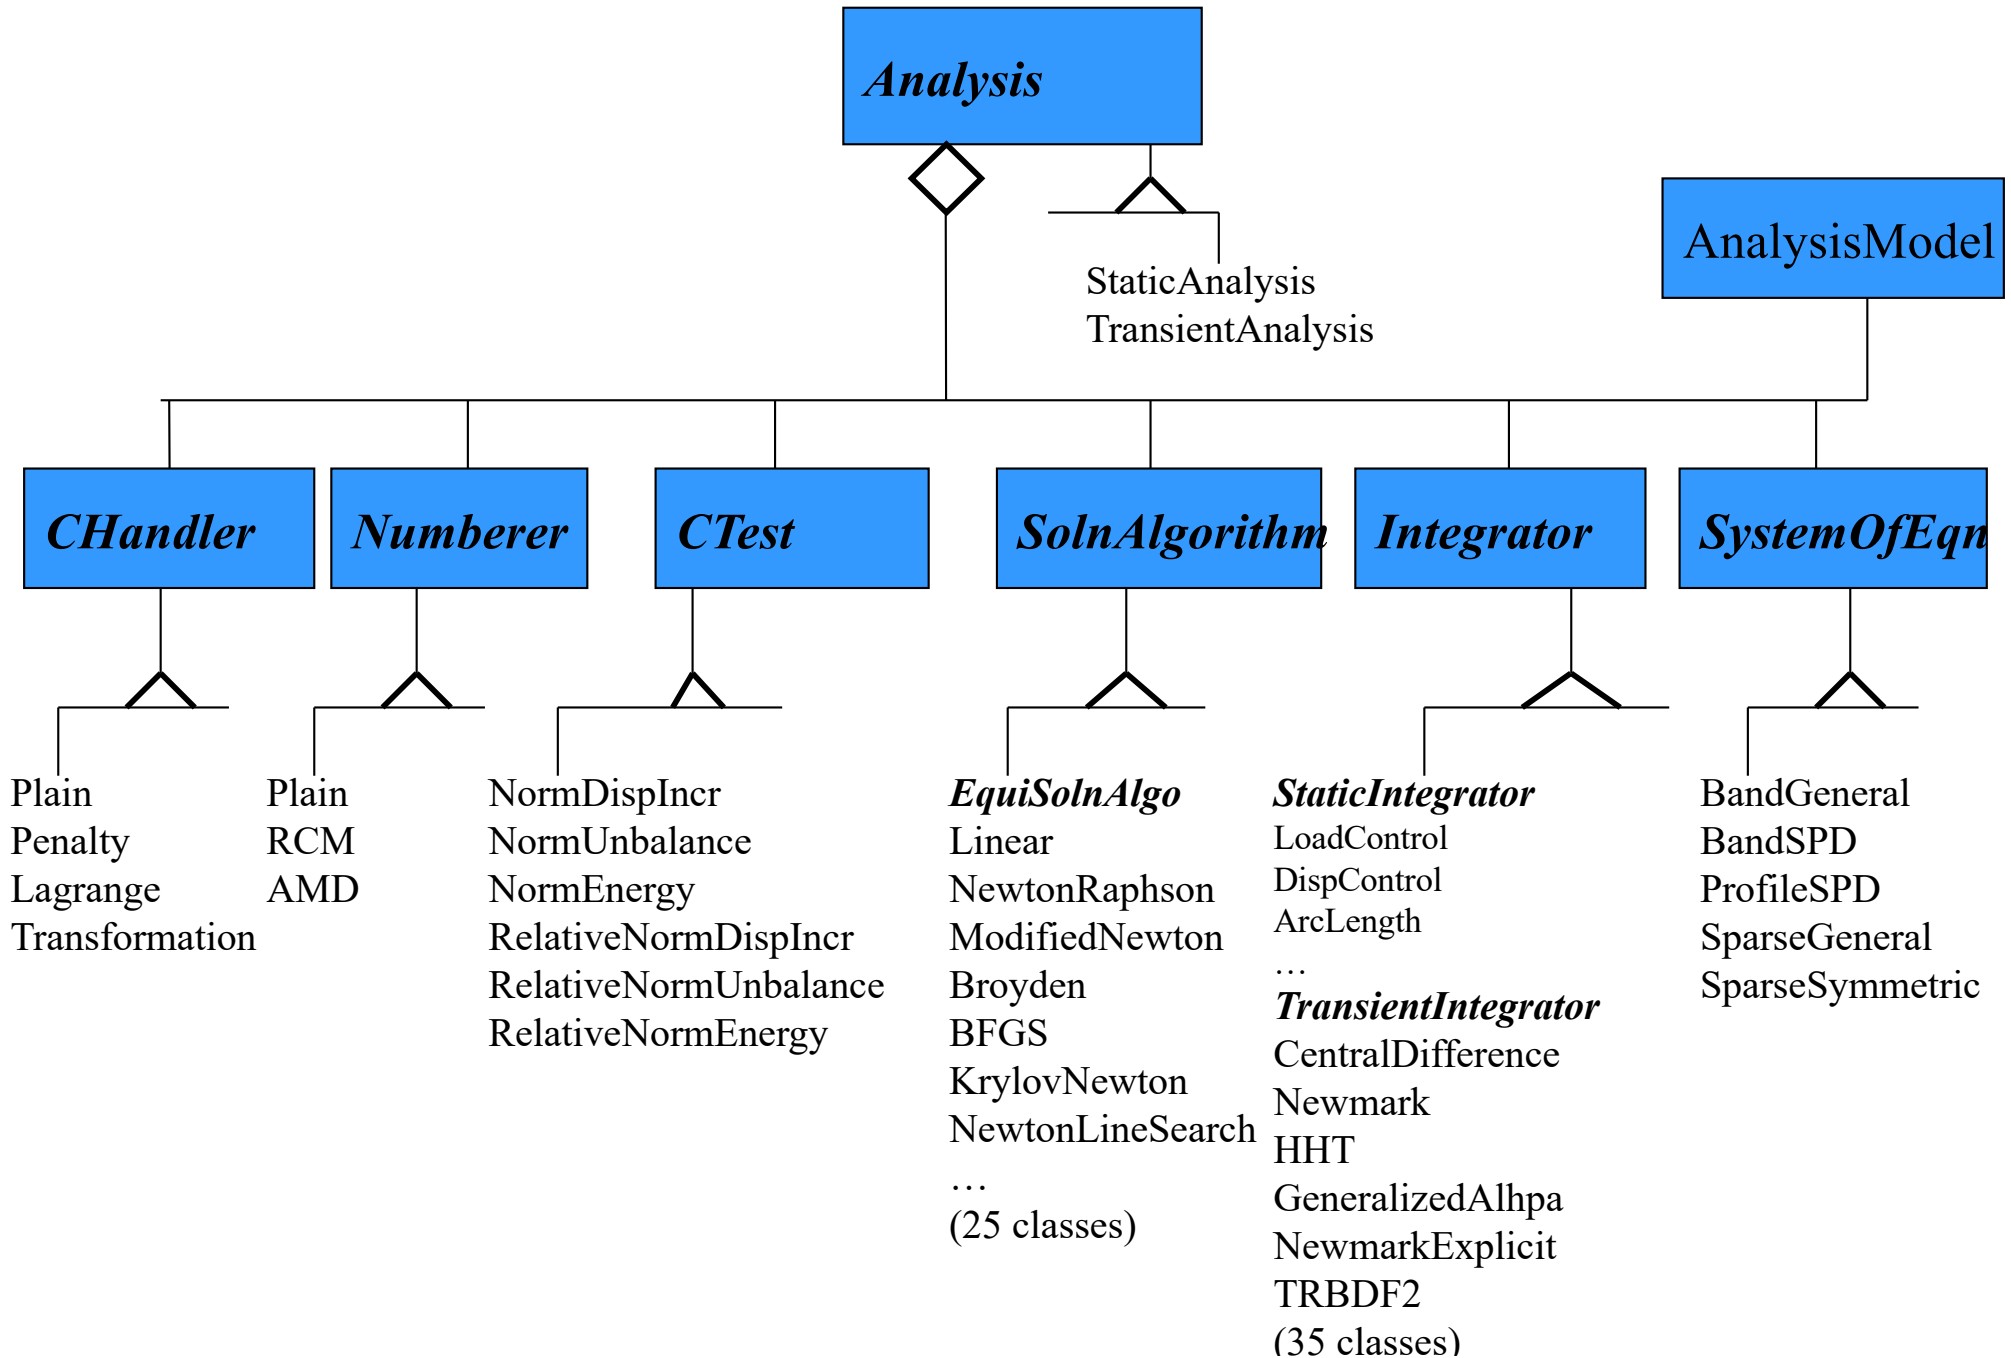 Analysis
AnalysisModel
StaticAnalysis
TransientAnalysis
CHandler
Numberer
CTest
SolnAlgorithm
Integrator
SystemOfEqn
Plain
Penalty
Lagrange
Transformation
Plain
RCM
AMD
NormDispIncr
NormUnbalance
NormEnergy
RelativeNormDispIncr
RelativeNormUnbalance
RelativeNormEnergy
EquiSolnAlgo
Linear
NewtonRaphson
ModifiedNewton
Broyden
BFGS
KrylovNewton
NewtonLineSearch
…
(25 classes)
StaticIntegrator
LoadControl
DispControl
ArcLength
…
TransientIntegrator
CentralDifference
Newmark
HHT
GeneralizedAlhpa
NewmarkExplicit
TRBDF2
(35 classes)
BandGeneral
BandSPD
ProfileSPD
SparseGeneral
SparseSymmetric